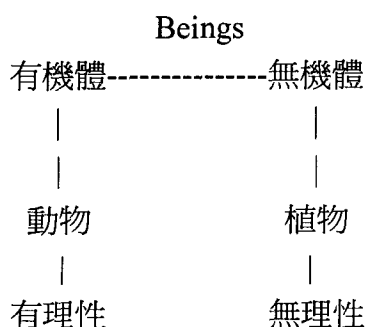 Beings
有機體---------------無機體
| |
| |
動物 植物
| |
有理性 無理性